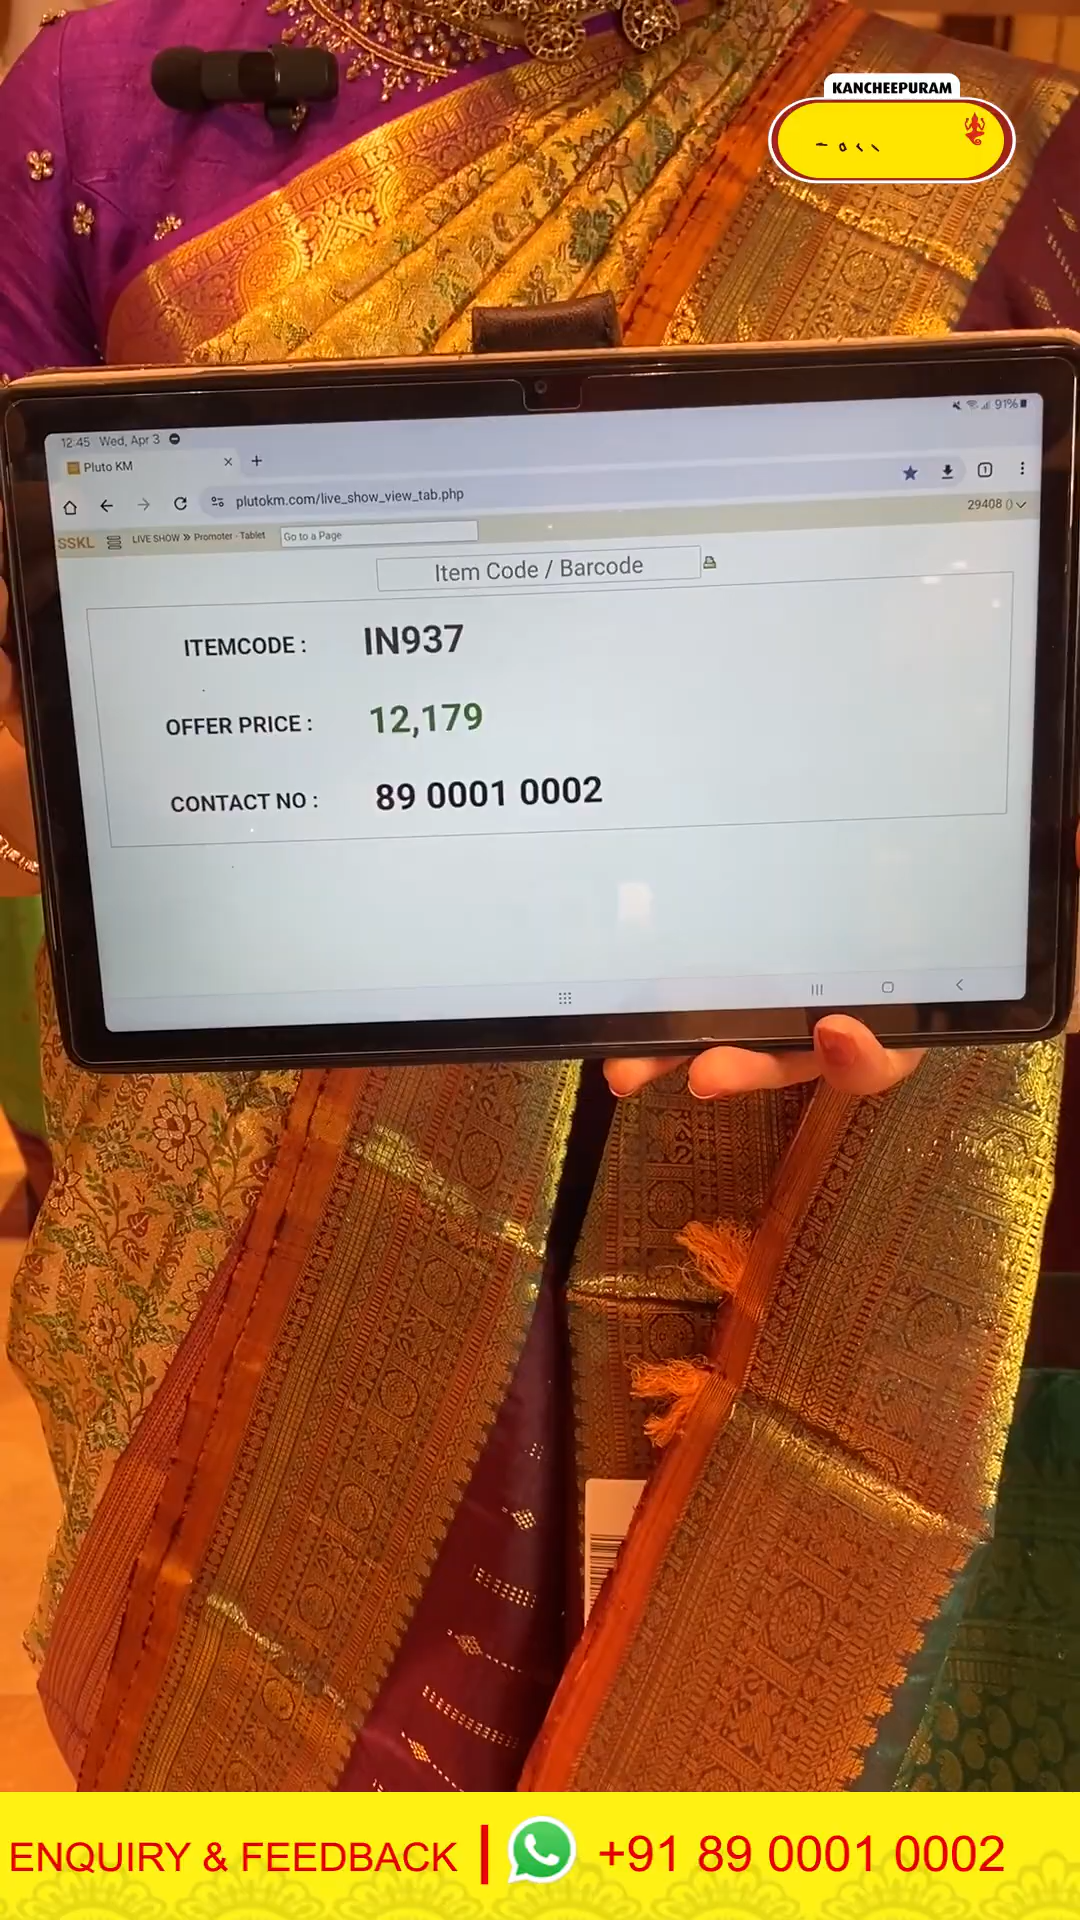 KANCHEEPURAM
12:45 Wed, Apr 3
91%
Pluto KM
plutokm.com/live_show_view_tab.php
29408 ()
SSKL
LIVE SHOW » Promoter - Tablet
Go to a Page
Item Code / Barcode
ITEMCODE : IN937
OFFER PRICE : 12,179
CONTACT NO : 89 0001 0002
ENQUIRY & FEEDBACK | +91 89 0001 0002